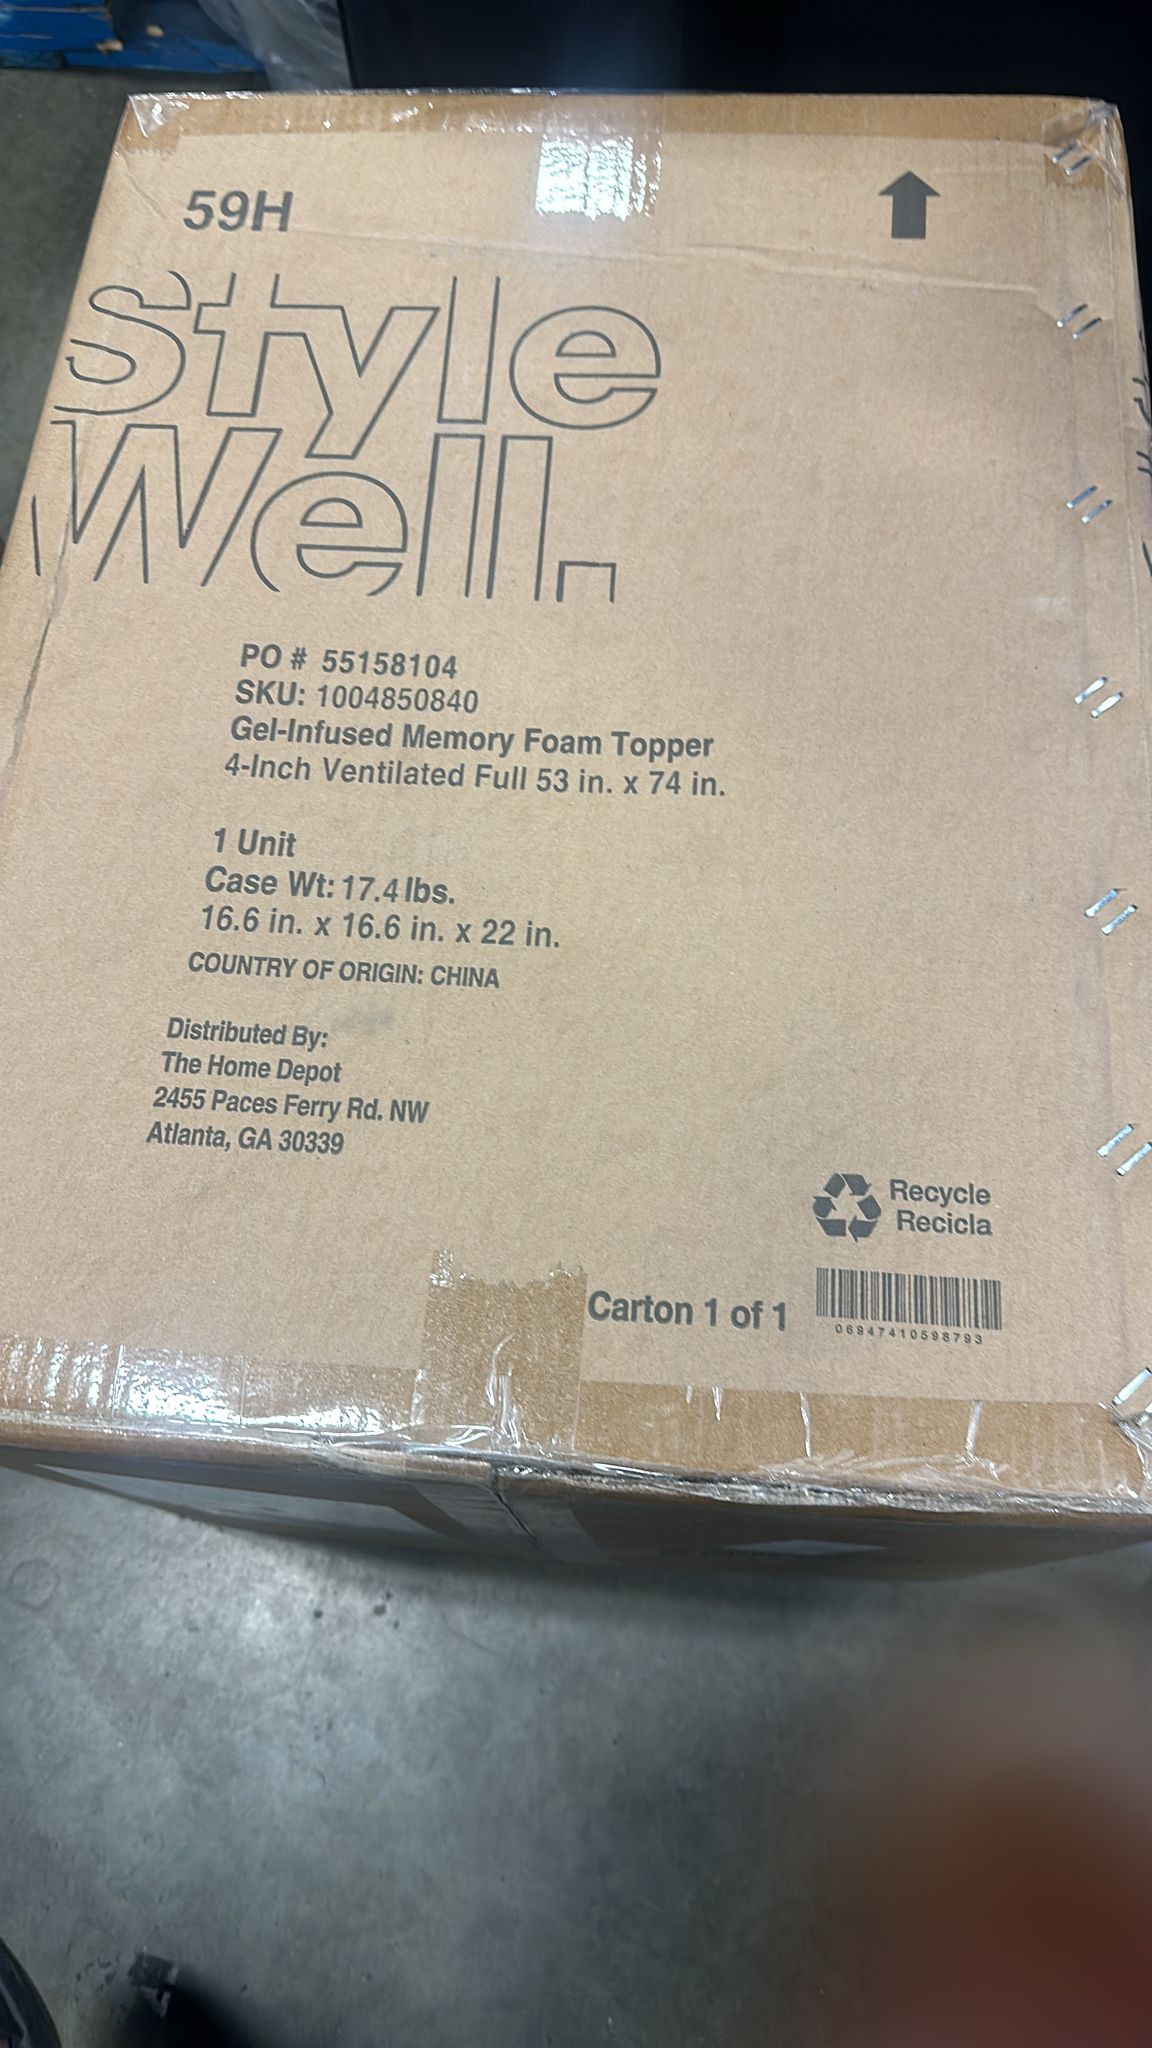 59H
Style
Well.
PO # 55158104
SKU: 1004850840
Gel-Infused Memory Foam Topper
4-Inch Ventilated Full 53 in. x 74 in.
1 Unit
Case Wt: 17.4 lbs.
16.6 in. x 16.6 in. x 22 in.
COUNTRY OF ORIGIN: CHINA
Distributed By:
The Home Depot
2455 Paces Ferry Rd. NW
Atlanta, GA 30339
Recycle
Recicla
Carton 1 of 1
06947410598793